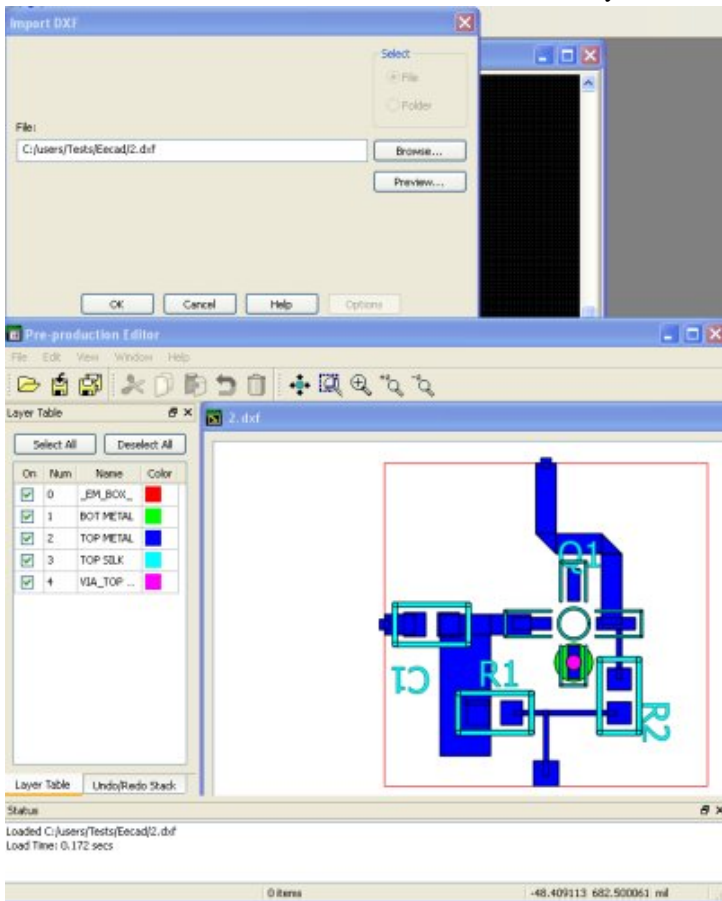 Import DXF
Select
File
Folder
File:
C:/users/Tests/Eecad/2.dxf
Browse...
Preview...
OK Cancel Help Options
Pre-production Editor
File Edit View Window Help
Layer Table
2.dxf
Select All Deselect All
On Num Name Color
0 _EM_BOX_
1 BOT METAL
2 TOP METAL
3 TOP SILK
4 VIA_TOP ...
Q1
C1
R1
R2
Layer Table Undo/Redo Stack
Status
Loaded C:/users/Tests/Eecad/2.dxf
Load Time: 0.172 secs
0 items -48.409113 682.500061 mil